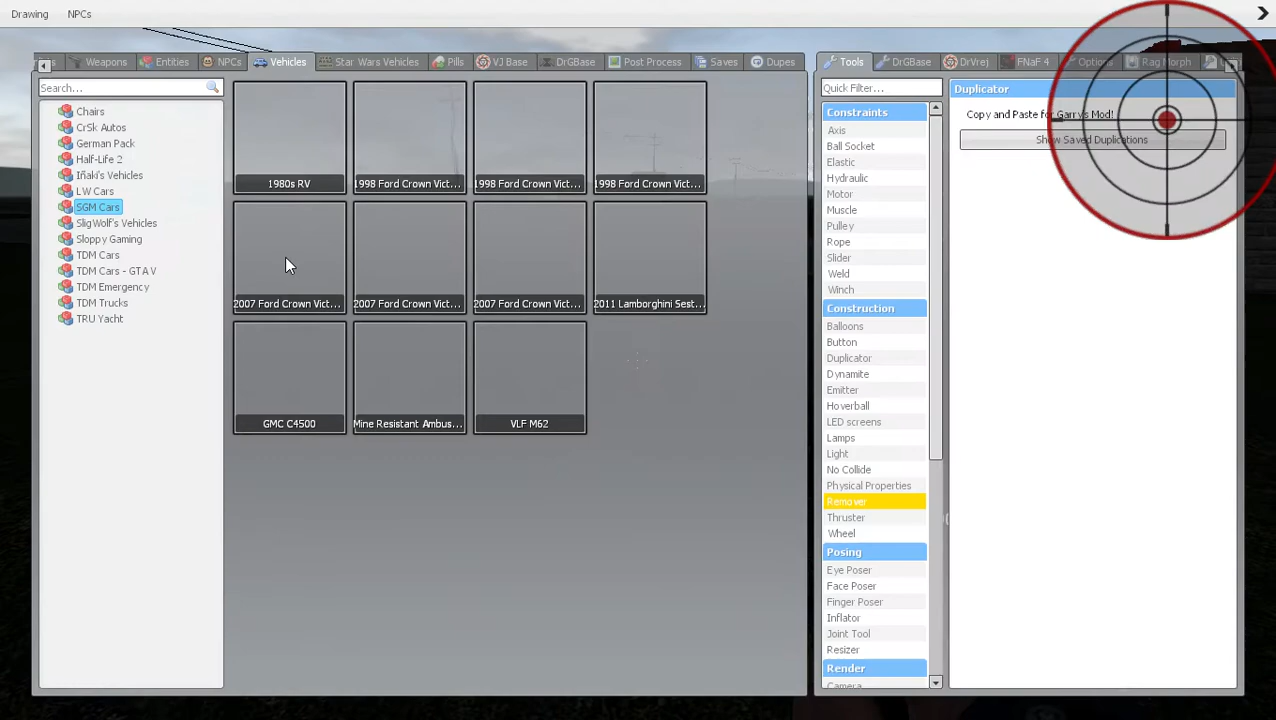 Drawing NPCs
Weapons Entities NPCs Vehicles Star Wars Vehicles Pills VJ Base DrGBase Post Process Saves Dupes
Tools DrGBase DrVrej FNaF 4 Options Rag Morph
Search...
Chairs
CrSk Autos
German Pack
Half-Life 2
Iñaki's Vehicles
LW Cars
SGM Cars
SligWolf's Vehicles
Sloppy Gaming
TDM Cars
TDM Cars - GTA V
TDM Emergency
TDM Trucks
TRU Yacht
1980s RV 1998 Ford Crown Vict... 1998 Ford Crown Vict... 1998 Ford Crown Vict...
2007 Ford Crown Vict... 2007 Ford Crown Vict... 2007 Ford Crown Vict... 2011 Lamborghini Sest...
GMC C4500 Mine Resistant Ambus... VLF M62
Quick Filter...
Constraints
Axis
Ball Socket
Elastic
Hydraulic
Motor
Muscle
Pulley
Rope
Slider
Weld
Winch
Construction
Balloons
Button
Duplicator
Dynamite
Emitter
Hoverball
LED screens
Lamps
Light
No Collide
Physical Properties
Remover
Thruster
Wheel
Posing
Eye Poser
Face Poser
Finger Poser
Inflator
Joint Tool
Resizer
Render
Camera
Duplicator
Copy and Paste for Garry's Mod!
Show Saved Duplications